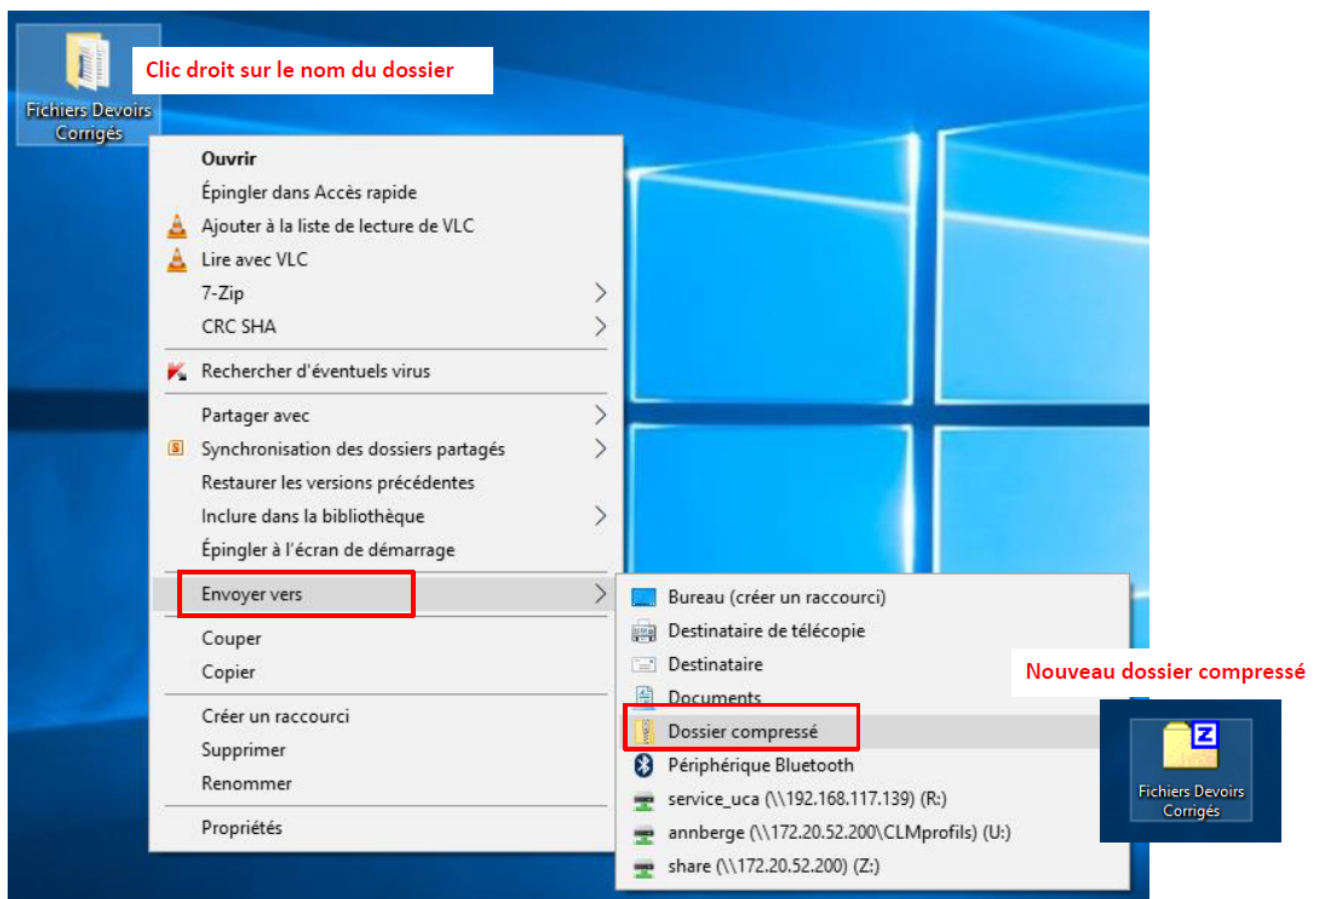 Clic droit sur le nom du dossier
Fichiers Devoirs
Corrigés
Ouvrir
Épingler dans Accès rapide
Ajouter à la liste de lecture de VLC
Lire avec VLC
7-Zip
CRC SHA
Rechercher d'éventuels virus
Partager avec
S
Synchronisation des dossiers partagés
Restaurer les versions précédentes
Inclure dans la bibliothèque
Épingler à l'écran de démarrage
Envoyer vers
Couper
Copier
Créer un raccourci
Supprimer
Renommer
Propriétés
Bureau (créer un raccourci)
Destinataire de télécopie
Destinataire
Documents
Dossier compressé
Périphérique Bluetooth
service_uca (\\192.168.117.139) (R:)
annberge (\\172.20.52.200\CLMprofils) (U:)
share (\\172.20.52.200) (Z:)
Nouveau dossier compressé
Z
Fichiers Devoirs
Corrigés